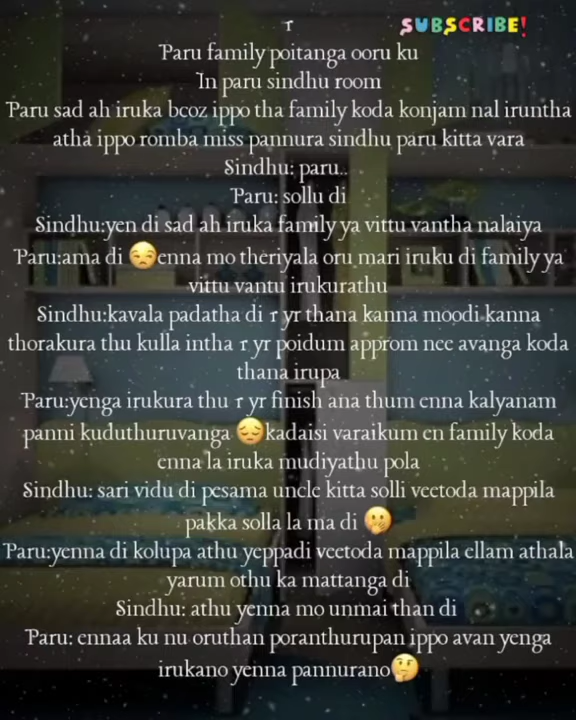 1
SUBSCRIBE!
Paru family poitanga ooru ku
In paru sindhu room
Paru sad ah iruka bcoz ippo tha family koda konjam nal iruntha
atha ippo romba miss pannura sindhu paru kitta vara
Sindhu: paru..
Paru: sollu di
Sindhu:yen di sad ah iruka family ya vittu vantha nalaiya
Paru:ama di 😒enna mo theriyala oru mari iruku di family ya
vittu vantu irukurathu
Sindhu:kavala padatha di 1 yr thana kanna moodi kanna
thorakura thu kulla intha 1 yr poidum approm nee avanga koda
thana irupa
Paru:yenga irukura thu 1 yr finish ana thum enna kalyanam
panni kuduthuruvanga 😔kadaisi varaikum en family koda
enna la iruka mudiyathu pola
Sindhu: sari vidu di pesama uncle kitta solli veetoda mappila
pakka solla la ma di 🤭
Paru:yenna di kolupa athu yeppadi veetoda mappila ellam athala
yarum othu ka mattanga di
Sindhu: athu yenna mo unmai than di
Paru: ennaa ku nu oruthan poranthurupan ippo avan yenga
irukano yenna pannurano🤔